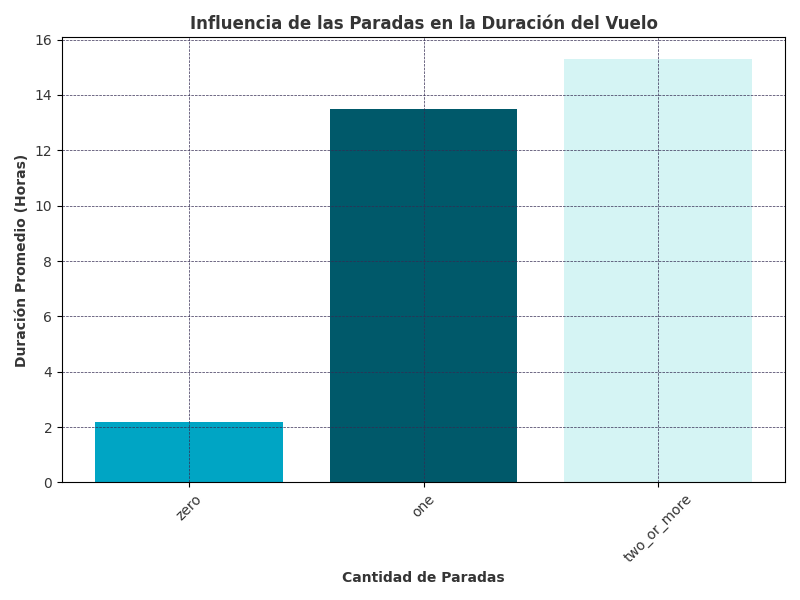 Influencia de las Paradas en la Duración del Vuelo
Duración Promedio (Horas)
16
14
12
10
8
6
4
2
0
zero
one
two_or_more
Cantidad de Paradas